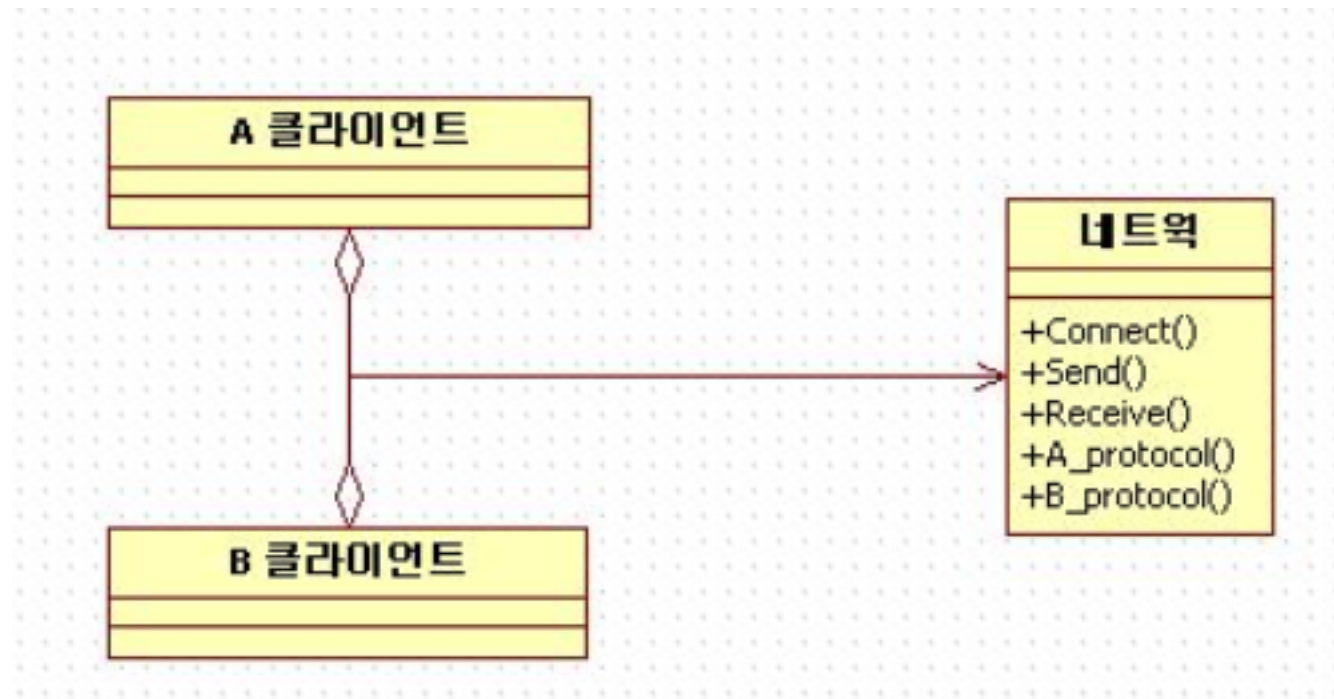 A 클라이언트
네트웍
+Connect()
+Send()
+Receive()
+A_protocol()
+B_protocol()
B 클라이언트